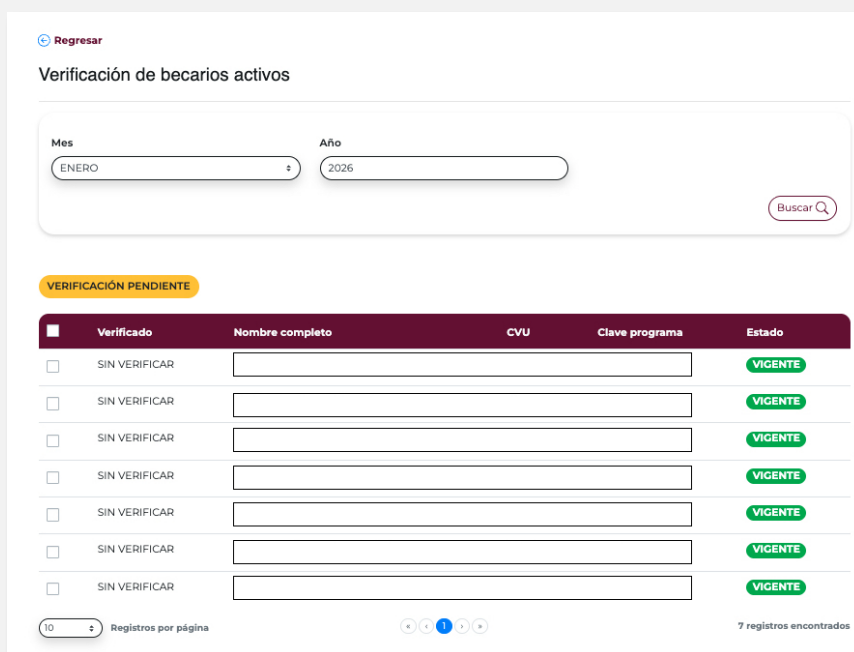 Regresar
Verificación de becarios activos
Mes Año
ENERO 2026
Buscar
VERIFICACIÓN PENDIENTE
Verificado Nombre completo CVU Clave programa Estado
SIN VERIFICAR VIGENTE
SIN VERIFICAR VIGENTE
SIN VERIFICAR VIGENTE
SIN VERIFICAR VIGENTE
SIN VERIFICAR VIGENTE
SIN VERIFICAR VIGENTE
SIN VERIFICAR VIGENTE
10 Registros por página « ‹ 1 › » 7 registros encontrados